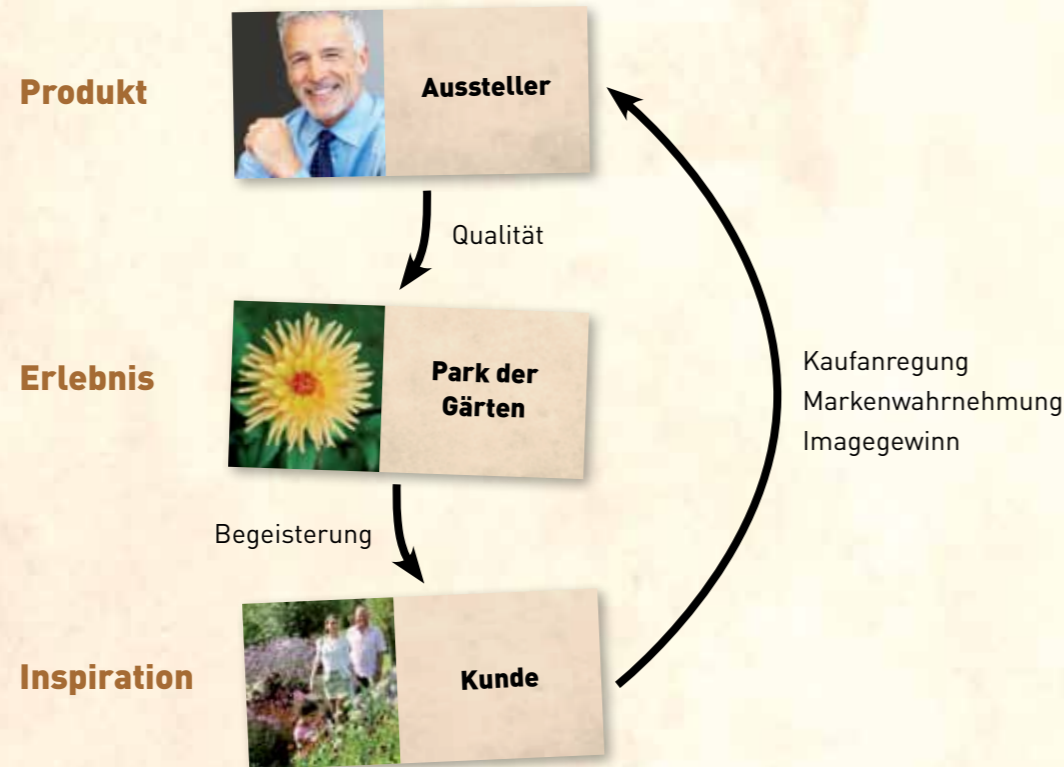 Produkt
Aussteller
Qualität
Erlebnis
Park der
Gärten
Kaufanregung
Markenwahrnehmung
Imagegewinn
Begeisterung
Inspiration
Kunde